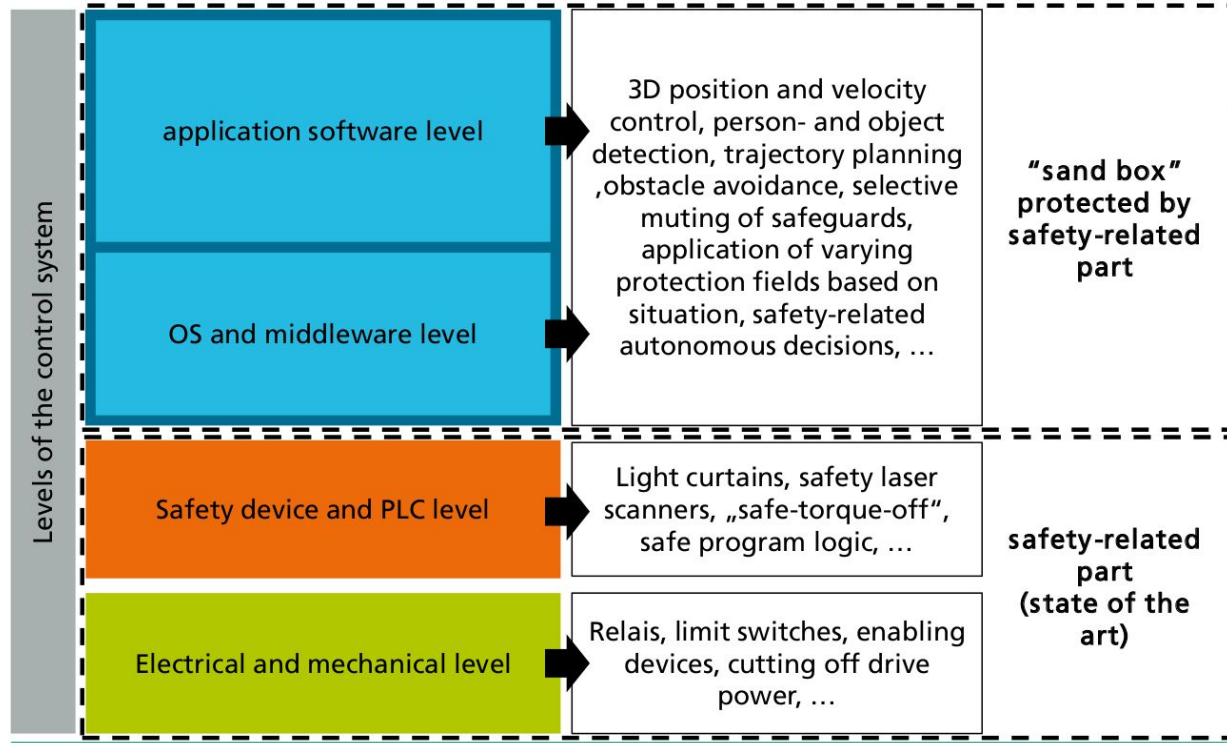 Levels of the control system
application software level
3D position and velocity
control, person- and object
detection, trajectory planning
,obstacle avoidance, selective
muting of safeguards,
application of varying
protection fields based on
situation, safety-related
autonomous decisions, …
“sand box”
protected by
safety-related
part
OS and middleware level
Safety device and PLC level
Light curtains, safety laser
scanners, „safe-torque-off“,
safe program logic, …
safety-related
part
(state of the
art)
Electrical and mechanical level
Relais, limit switches, enabling
devices, cutting off drive
power, …